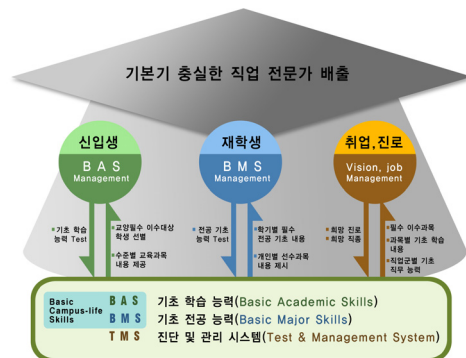 기본기 충실한 직업 전문가 배출
신입생
B A S
Management
재학생
B M S
Management
취업,진로
Vision, job
Management
기초 학습
능력 Test
교양필수 이수대상
학생 선별
수준별 교육과목
내용 제공
전공 기초
능력 Test
학기별 필수
전공 기초 내용
개인별 선수과목
내용 제시
희망 진로
희망 직종
필수 이수과목
과목별 기초 학습
내용
직업군별 기초
직무 능력
Basic
Campus-life
Skills
B A S 기초 학습 능력(Basic Academic Skills)
B M S 기초 전공 능력(Basic Major Skills)
T M S 진단 및 관리 시스템(Test & Management System)